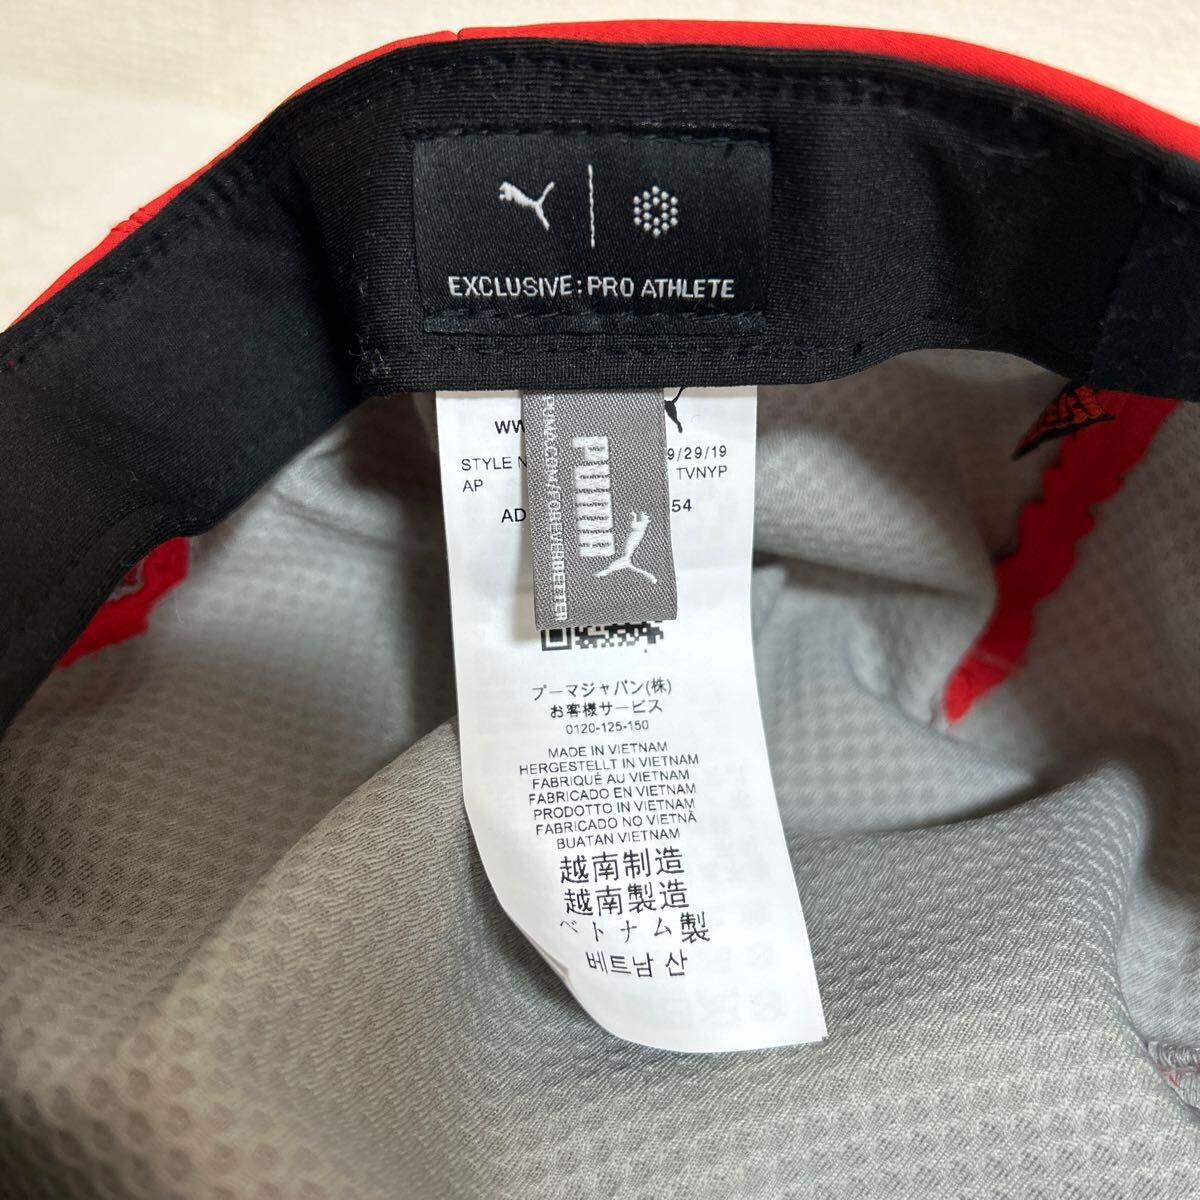 EXCLUSIVE: PRO ATHLETE
PUMA.COM/FOREVERBETTER
PUMA
WW
STYLE N
9/29/19
AP
TVNYP
AD
54
プーマジャパン(株)
お客様サービス
0120-125-150
MADE IN VIETNAM
HERGESTELLT IN VIETNAM
FABRIQUÉ AU VIETNAM
FABRICADO EN VIETNAM
PRODOTTO IN VIETNAM
FABRICADO NO VIETNÃ
BUATAN VIETNAM
越南制造
越南製造
ベトナム製
베트남 산